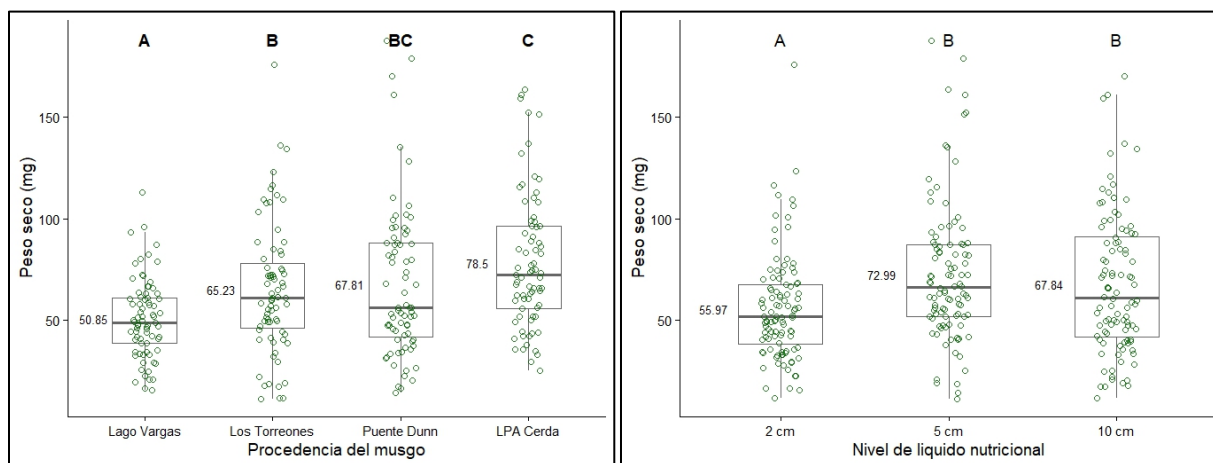 A B BC C
Peso seco (mg)
150
100
50
50.85
65.23
67.81
78.5
Lago Vargas Los Torreones Puente Dunn LPA Cerda
Procedencia del musgo
A B B
Peso seco (mg)
150
100
50
55.97
72.99
67.84
2 cm 5 cm 10 cm
Nivel de liquido nutricional